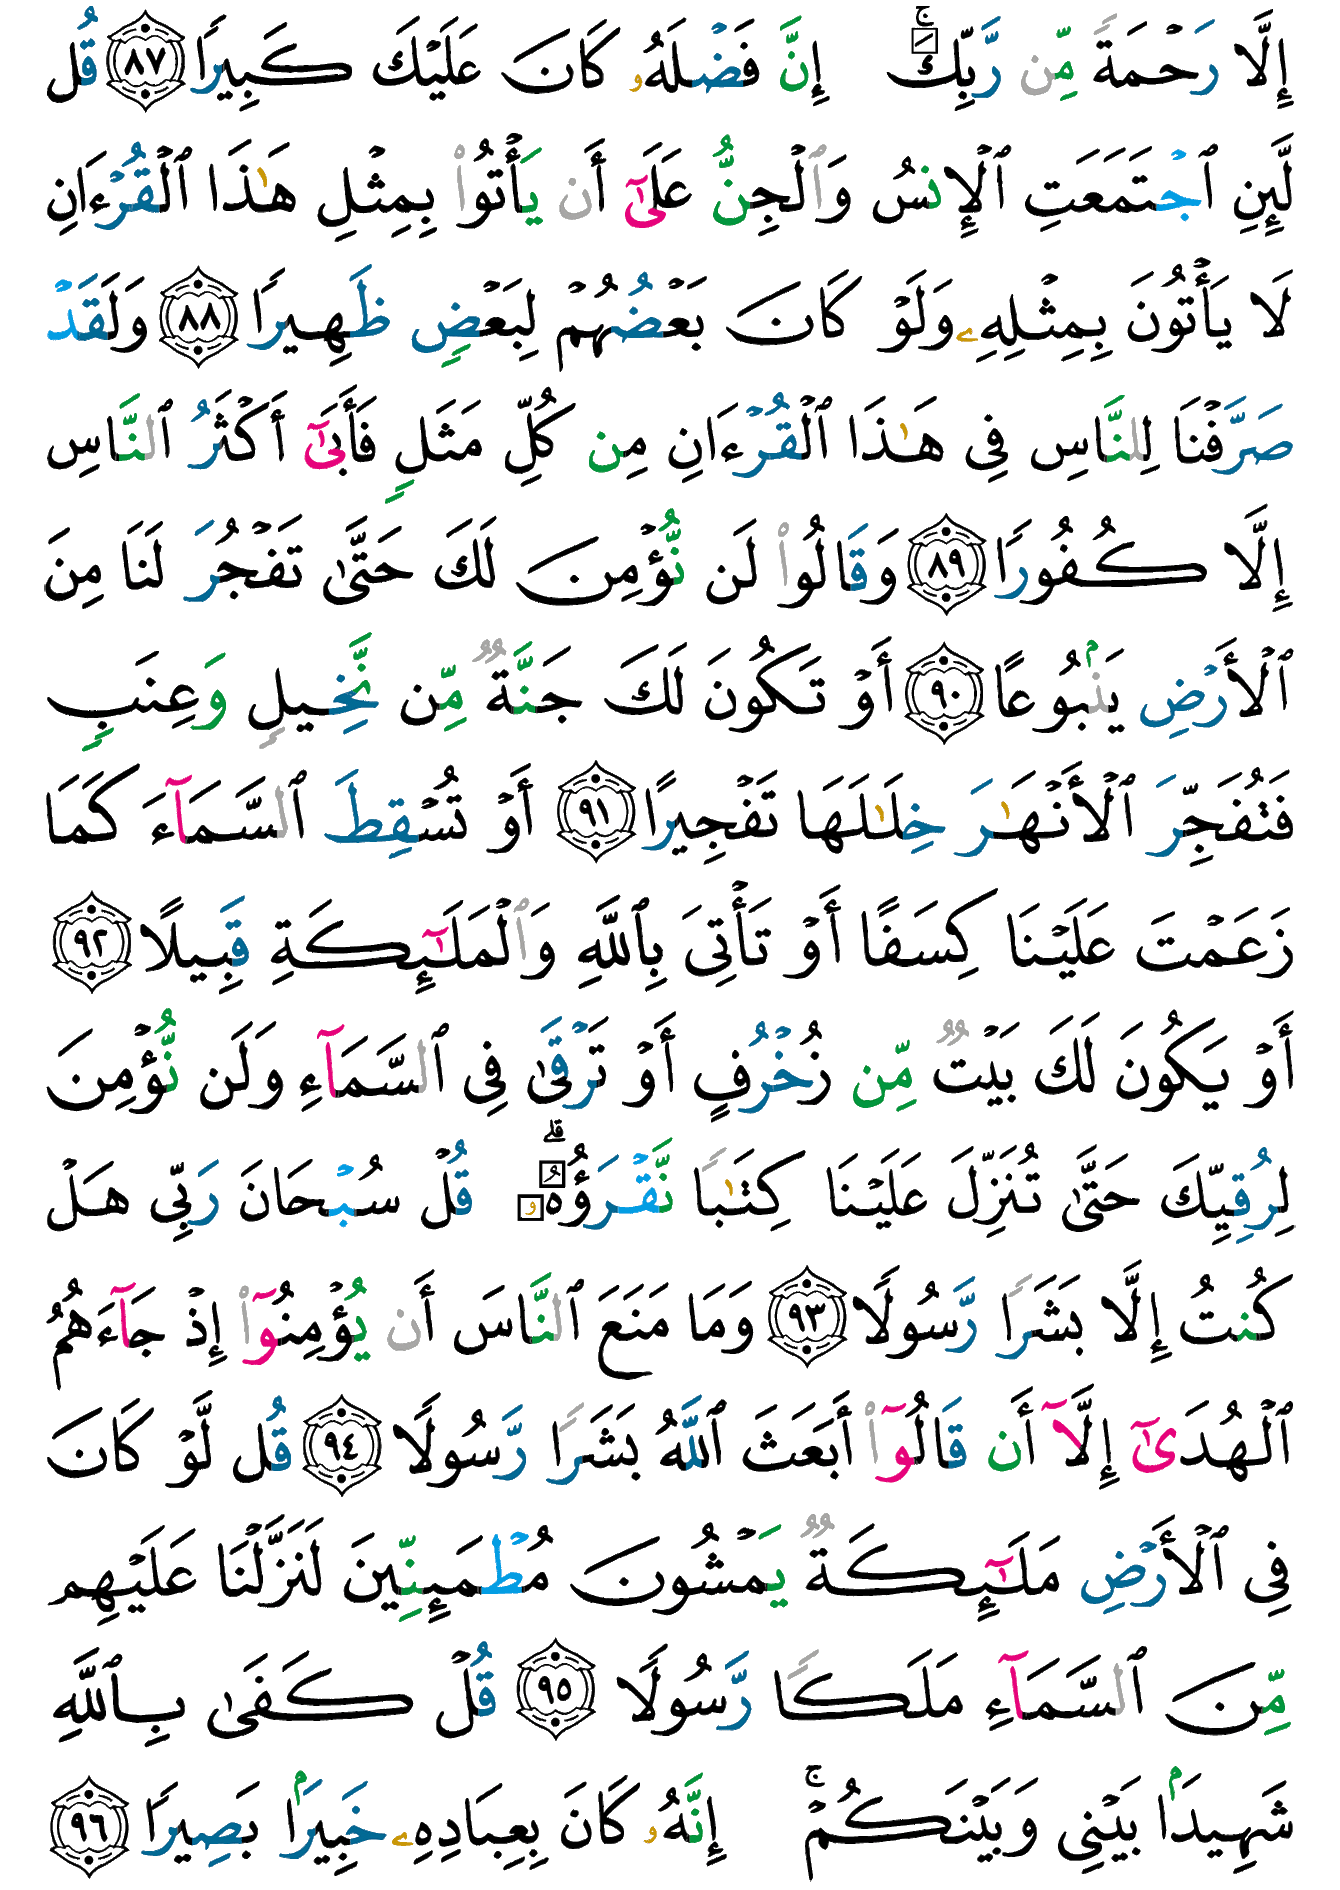 إِلَّا رَحۡمَةً مِّن رَّبِّكَۚ إِنَّ فَضۡلَهُۥ كَانَ عَلَيۡكَ كَبِيرًا ٨٧ قُل
لَّئِنِ ٱجۡتَمَعَتِ ٱلۡإِنسُ وَٱلۡجِنُّ عَلَىٰٓ أَن يَأۡتُواْ بِمِثۡلِ هَٰذَا ٱلۡقُرۡءَانِ
لَا يَأۡتُونَ بِمِثۡلِهِۦ وَلَوۡ كَانَ بَعۡضُهُمۡ لِبَعۡضٖ ظَهِيرًا ٨٨ وَلَقَدۡ
صَرَّفۡنَا لِلنَّاسِ فِي هَٰذَا ٱلۡقُرۡءَانِ مِن كُلِّ مَثَلٖ فَأَبَىٰٓ أَكۡثَرُ ٱلنَّاسِ
إِلَّا كُفُورًا ٨٩ وَقَالُواْ لَن نُّؤۡمِنَ لَكَ حَتَّىٰ تَفۡجُرَ لَنَا مِنَ
ٱلۡأَرۡضِ يَنۢبُوعًا ٩٠ أَوۡ تَكُونَ لَكَ جَنَّةٞ مِّن نَّخِيلٖ وَعِنَبٖ
فَتُفَجِّرَ ٱلۡأَنۡهَٰرَ خِلَٰلَهَا تَفۡجِيرًا ٩١ أَوۡ تُسۡقِطَ ٱلسَّمَآءَ كَمَا
زَعَمۡتَ عَلَيۡنَا كِسَفًا أَوۡ تَأۡتِيَ بِٱللَّهِ وَٱلۡمَلَٰٓئِكَةِ قَبِيلًا ٩٢
أَوۡ يَكُونَ لَكَ بَيۡتٞ مِّن زُخۡرُفٍ أَوۡ تَرۡقَىٰ فِي ٱلسَّمَآءِ وَلَن نُّؤۡمِنَ
لِرُقِيِّكَ حَتَّىٰ تُنَزِّلَ عَلَيۡنَا كِتَٰبٗا نَّقۡرَؤُهُۥۗ قُلۡ سُبۡحَانَ رَبِّي هَلۡ
كُنتُ إِلَّا بَشَرٗا رَّسُولًا ٩٣ وَمَا مَنَعَ ٱلنَّاسَ أَن يُؤۡمِنُوٓاْ إِذۡ جَآءَهُمُ
ٱلۡهُدَىٰٓ إِلَّآ أَن قَالُوٓاْ أَبَعَثَ ٱللَّهُ بَشَرٗا رَّسُولًا ٩٤ قُل لَّوۡ كَانَ
فِي ٱلۡأَرۡضِ مَلَٰٓئِكَةٞ يَمۡشُونَ مُطۡمَئِنِّينَ لَنَزَّلۡنَا عَلَيۡهِم
مِّنَ ٱلسَّمَآءِ مَلَكٗا رَّسُولًا ٩٥ قُلۡ كَفَىٰ بِٱللَّهِ
شَهِيدَۢا بَيۡنِي وَبَيۡنَكُمۡۚ إِنَّهُۥ كَانَ بِعِبَادِهِۦ خَبِيرَۢا بَصِيرًا ٩٦